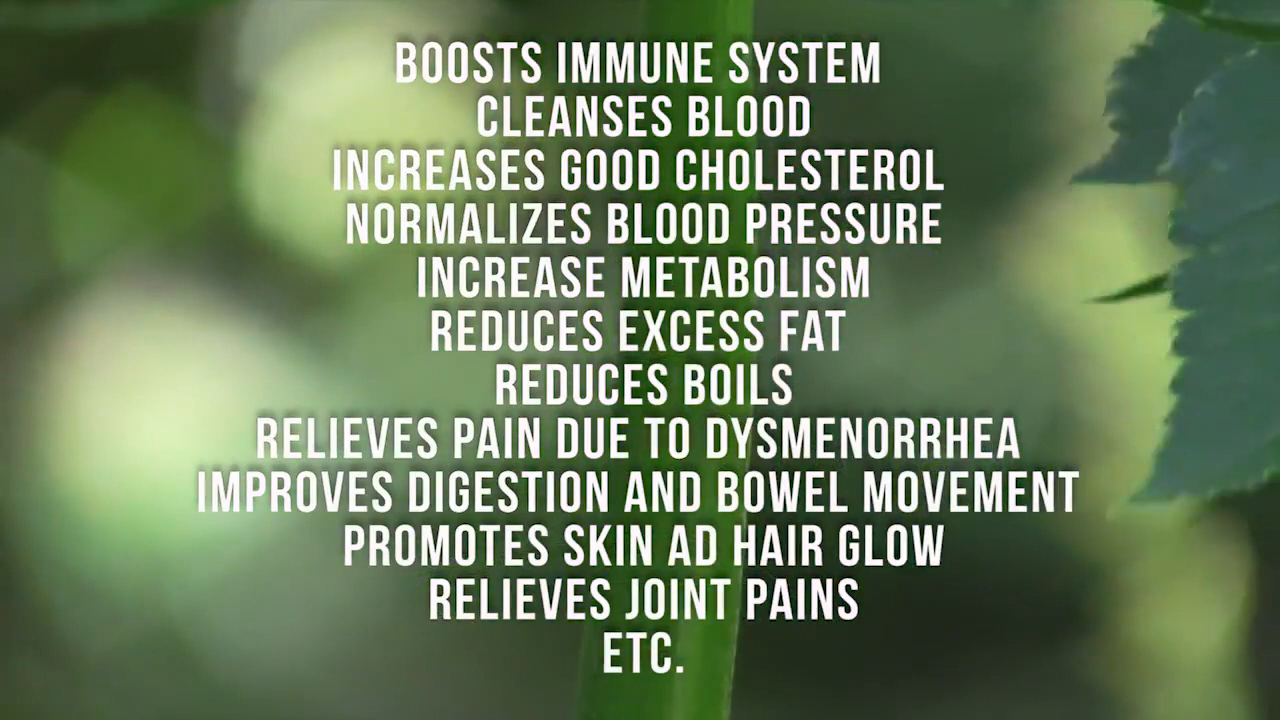 BOOSTS IMMUNE SYSTEM
CLEANSES BLOOD
INCREASES GOOD CHOLESTEROL
NORMALIZES BLOOD PRESSURE
INCREASE METABOLISM
REDUCES EXCESS FAT
REDUCES BOILS
RELIEVES PAIN DUE TO DYSMENORRHEA
IMPROVES DIGESTION AND BOWEL MOVEMENT
PROMOTES SKIN AD HAIR GLOW
RELIEVES JOINT PAINS
ETC.